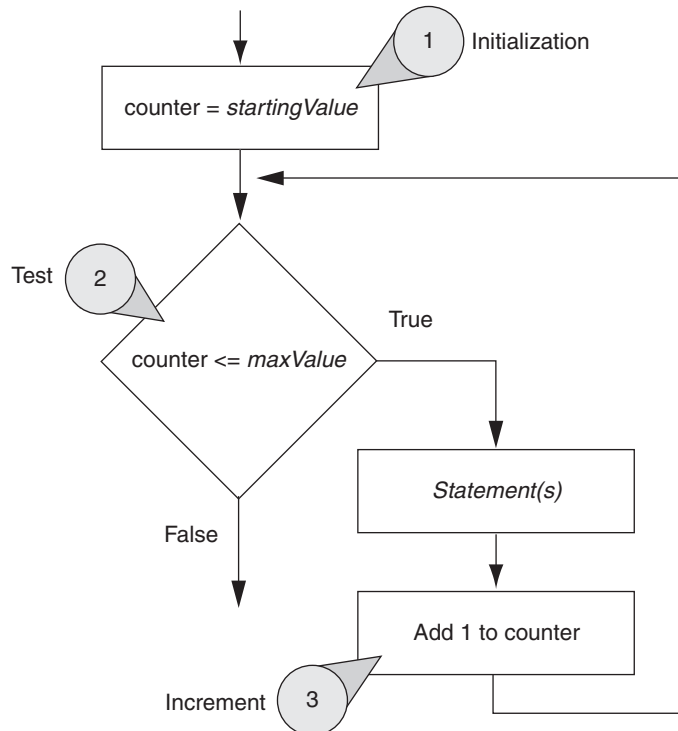 1 Initialization
counter = startingValue
Test 2
True
counter <= maxValue
Statement(s)
False
Add 1 to counter
Increment 3